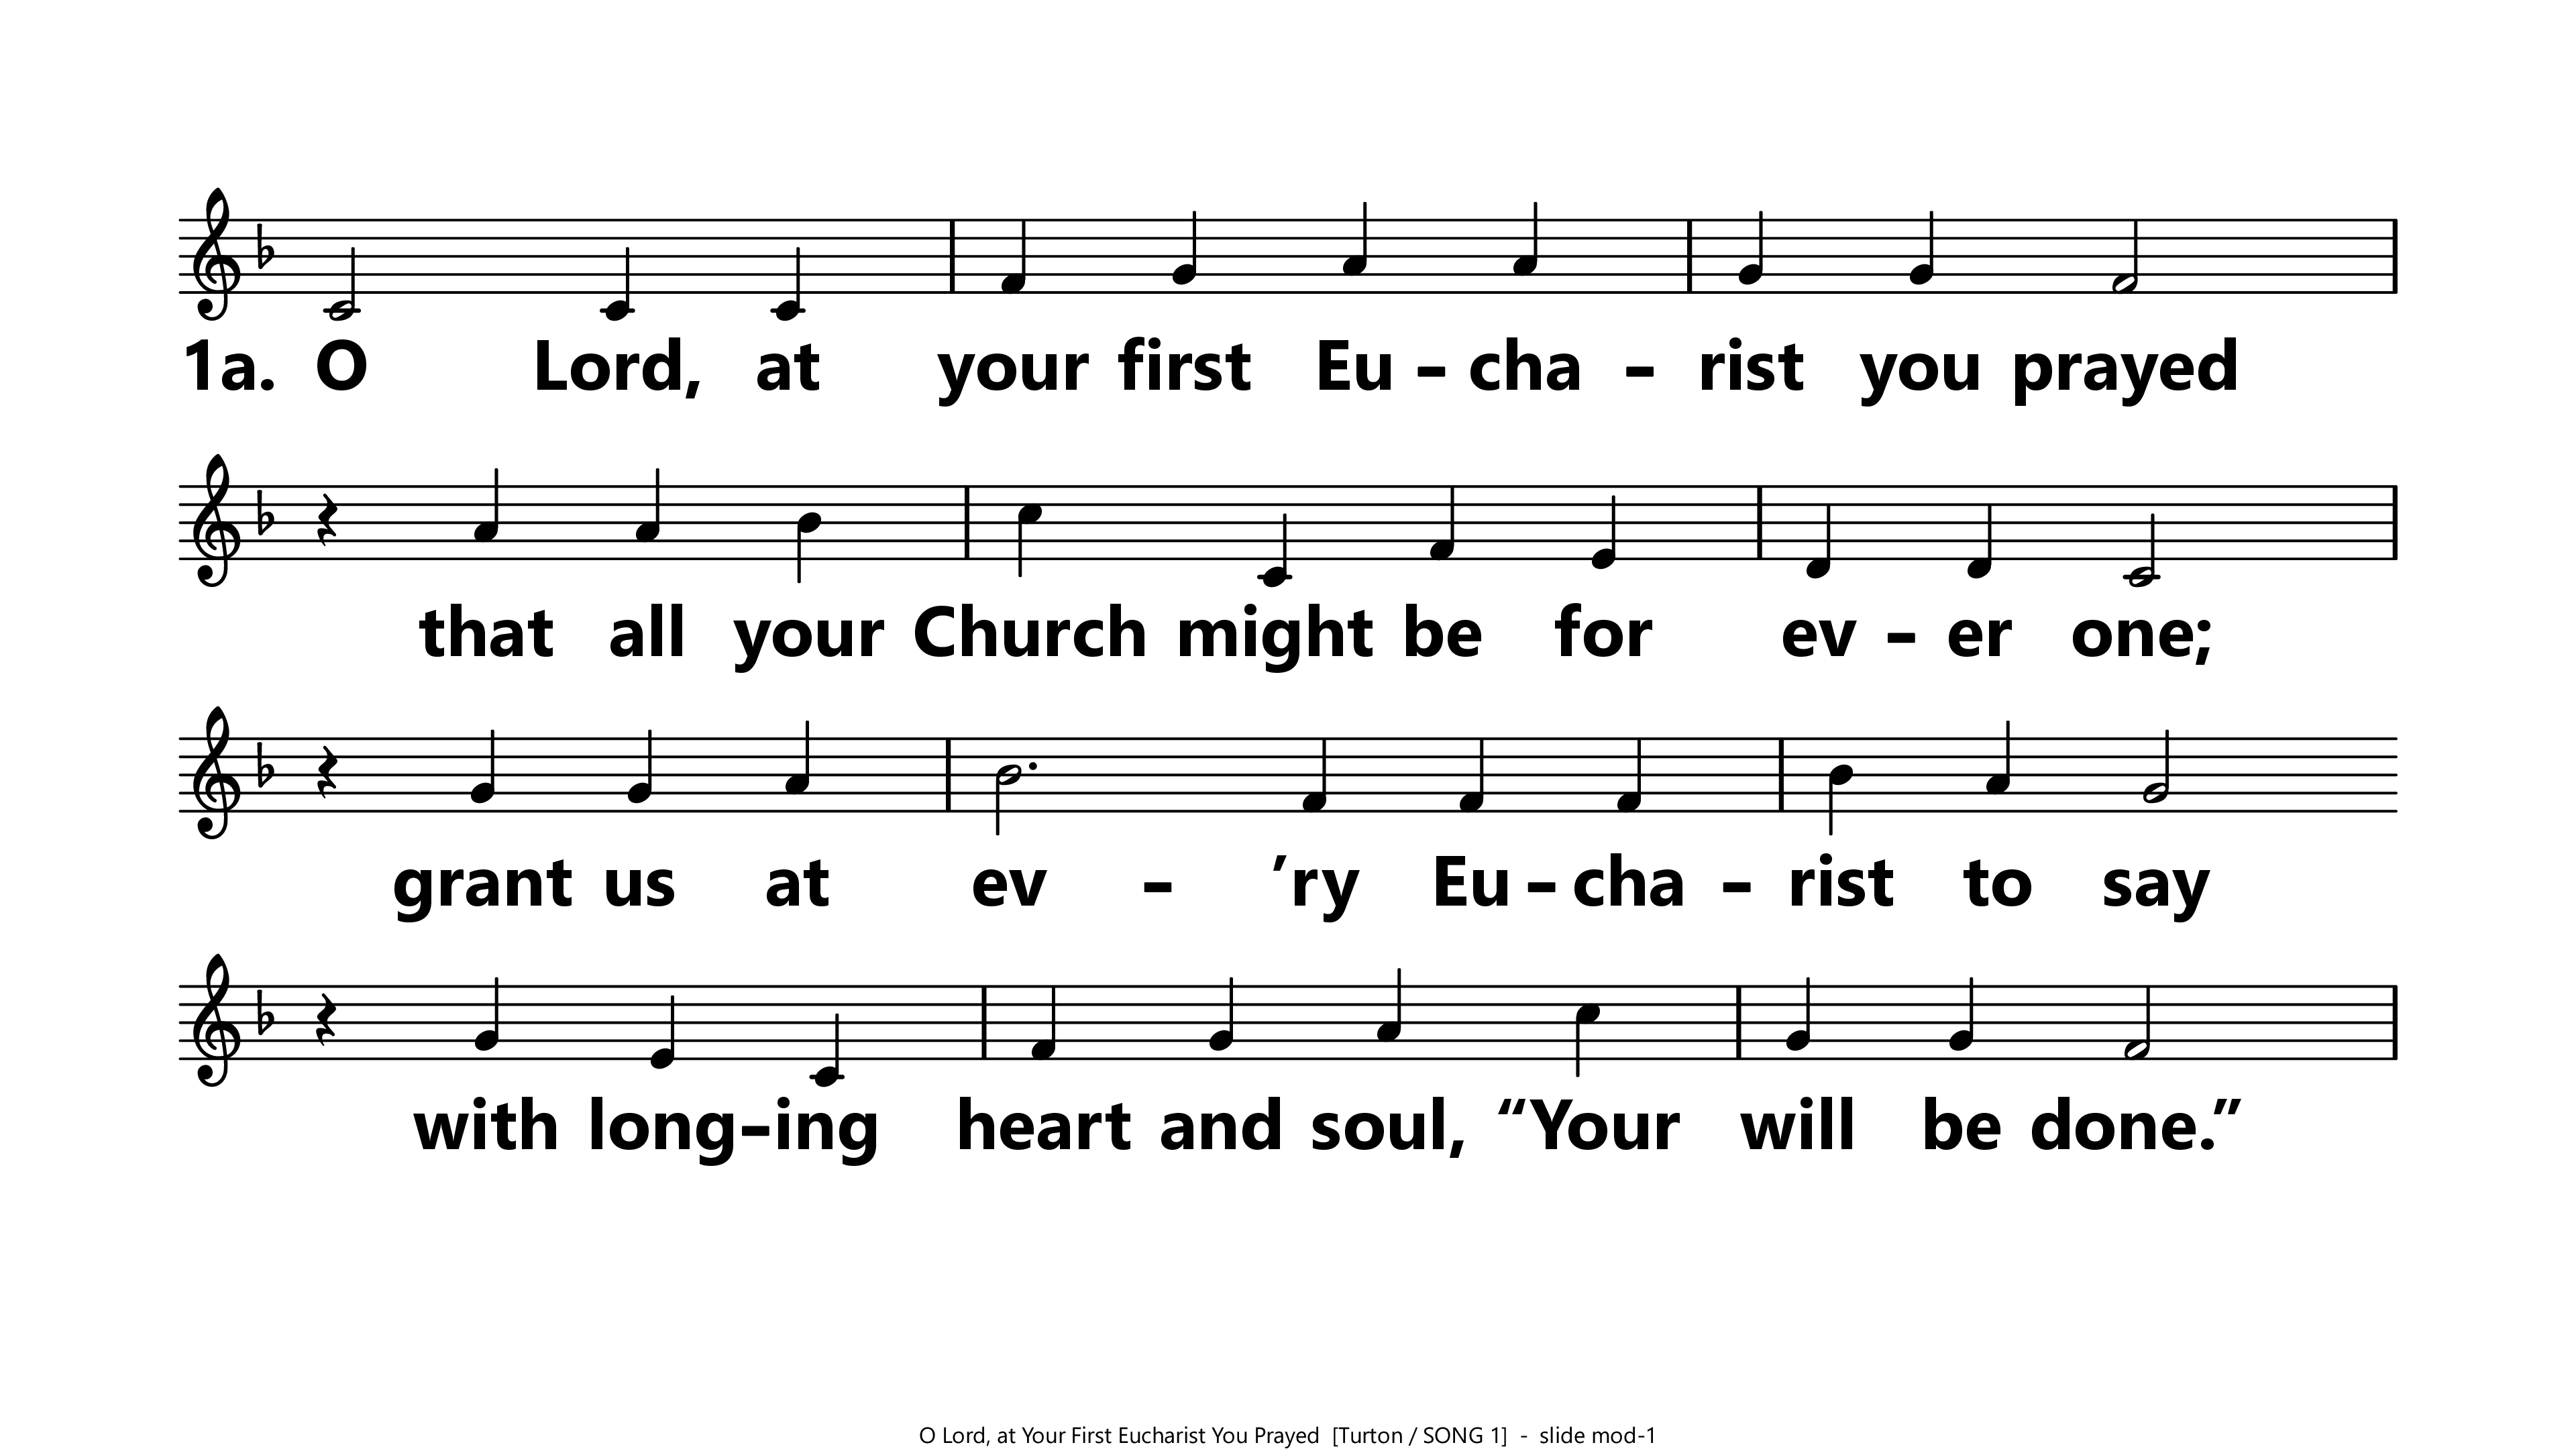 1a. O Lord, at your first Eu - cha - rist you prayed
that all your Church might be for ev - er one;
grant us at ev - ’ry Eu - cha - rist to say
with long-ing heart and soul, “Your will be done.”
O Lord, at Your First Eucharist You Prayed [Turton / SONG 1] - slide mod-1